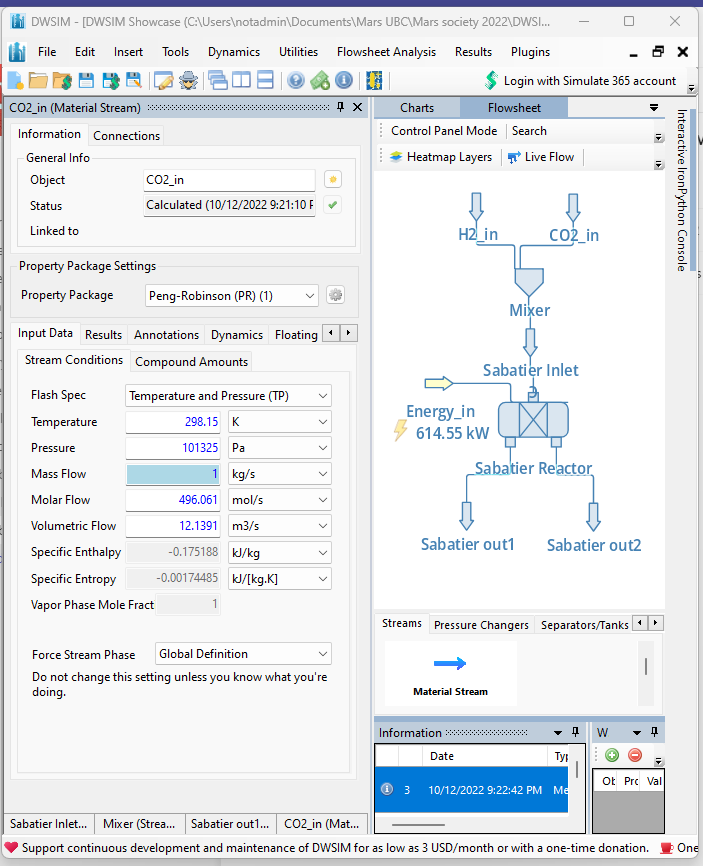 DWSIM - [DWSIM Showcase (C:\Users\notadmin\Documents\Mars UBC\Mars society 2022\DWSI...
File Edit Insert Tools Dynamics Utilities Flowsheet Analysis Results Plugins
Login with Simulate 365 account
CO2_in (Material Stream)
Information Connections
General Info
Object CO2_in
Status Calculated (10/12/2022 9:21:10 P
Linked to
Property Package Settings
Property Package Peng-Robinson (PR) (1)
Input Data Results Annotations Dynamics Floating
Stream Conditions Compound Amounts
Flash Spec Temperature and Pressure (TP)
Temperature 298.15 K
Pressure 101325 Pa
Mass Flow 1 kg/s
Molar Flow 496.061 mol/s
Volumetric Flow 12.1391 m3/s
Specific Enthalpy -0.175188 kJ/kg
Specific Entropy -0.00174485 kJ/[kg.K]
Vapor Phase Mole Fracti 1
Force Stream Phase Global Definition
Do not change this setting unless you know what you're
doing.
Sabatier Inlet... Mixer (Strea... Sabatier out1... CO2_in (Mat...
Charts Flowsheet
Control Panel Mode Search
Heatmap Layers Live Flow
H2_in CO2_in
Mixer
Sabatier Inlet
Energy_in
614.55 kW
Sabatier Reactor
Sabatier out1 Sabatier out2
Interactive IronPython Console
Streams Pressure Changers Separators/Tanks
Material Stream
Information
Date Typ
3 10/12/2022 9:22:42 PM Me
W
Ob Pro Val
Support continuous development and maintenance of DWSIM for as low as 3 USD/month or with a one-time donation. One